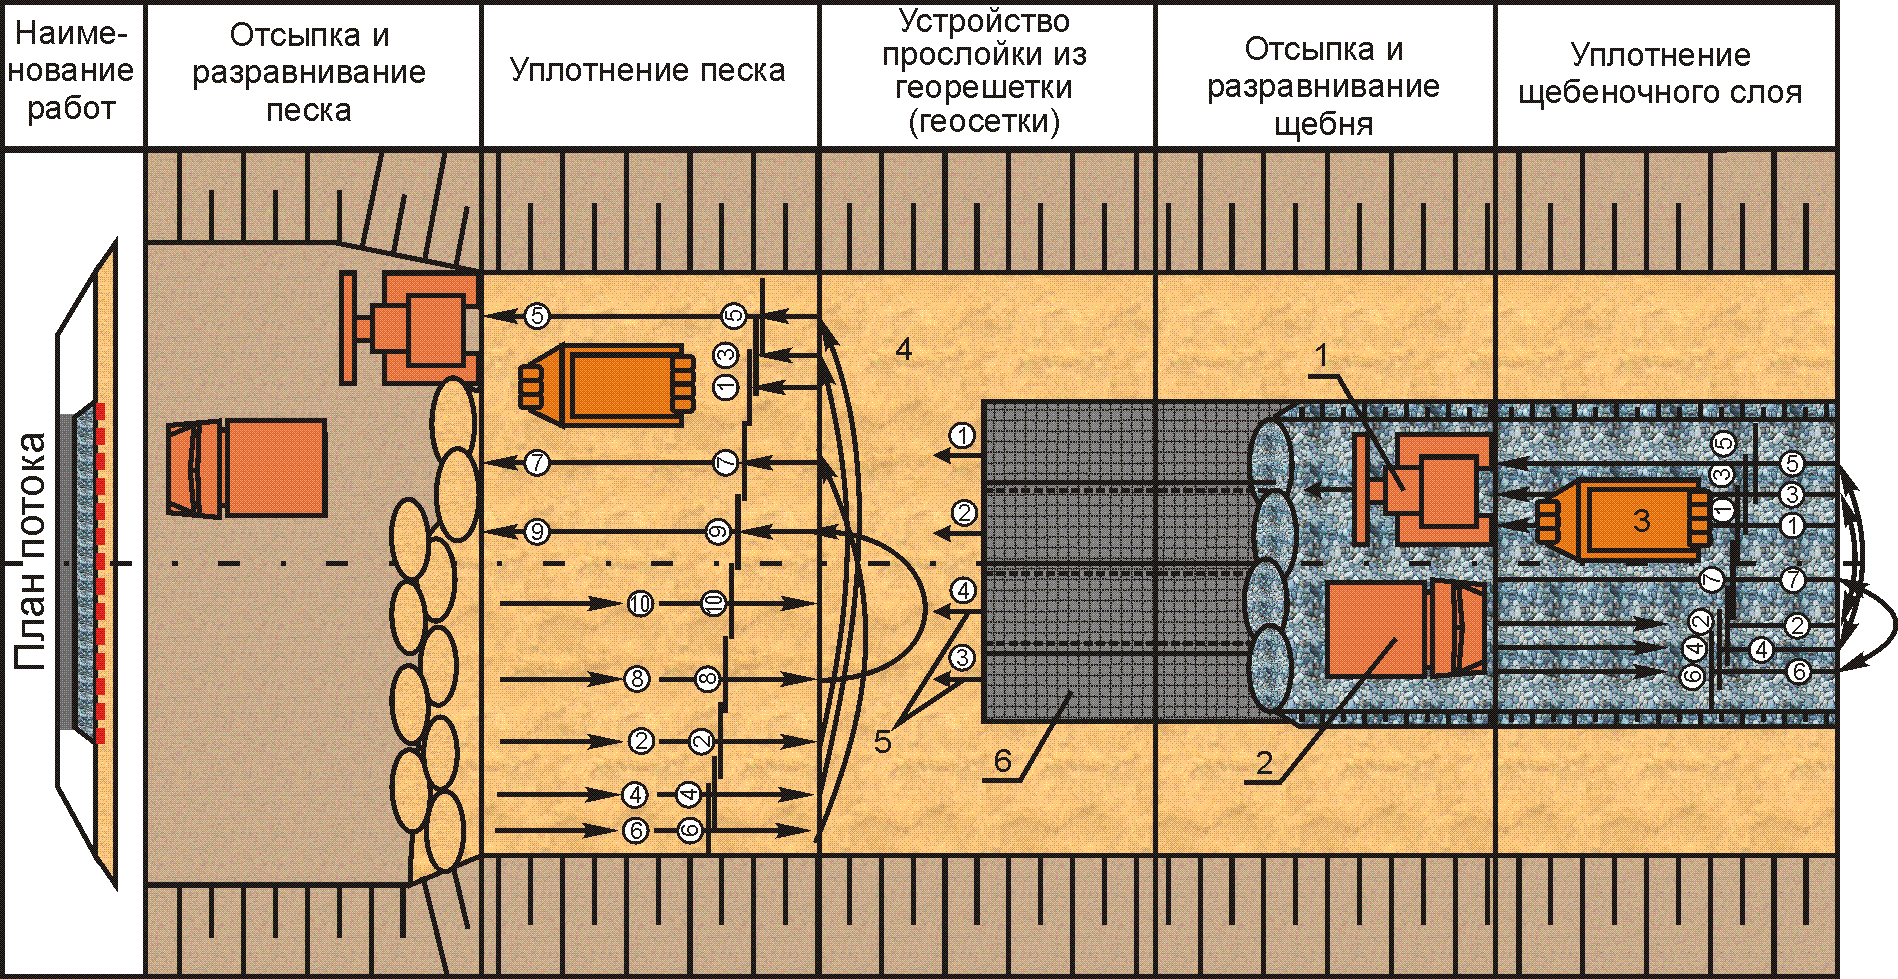 Наиме-
нование
работ
Отсыпка и
разравнивание
песка
Уплотнение песка
Устройство
прослойки из
георешетки
(геосетки)
Отсыпка и
разравнивание
щебня
Уплотнение
щебеночного слоя
План потока
5
5
3
1
7
7
9
9
10
10
8
8
2
2
4
4
6
6
4
1
2
4
3
5
6
1
2
3
5
3
1
5
3
1
7
7
2
2
4
4
6
6